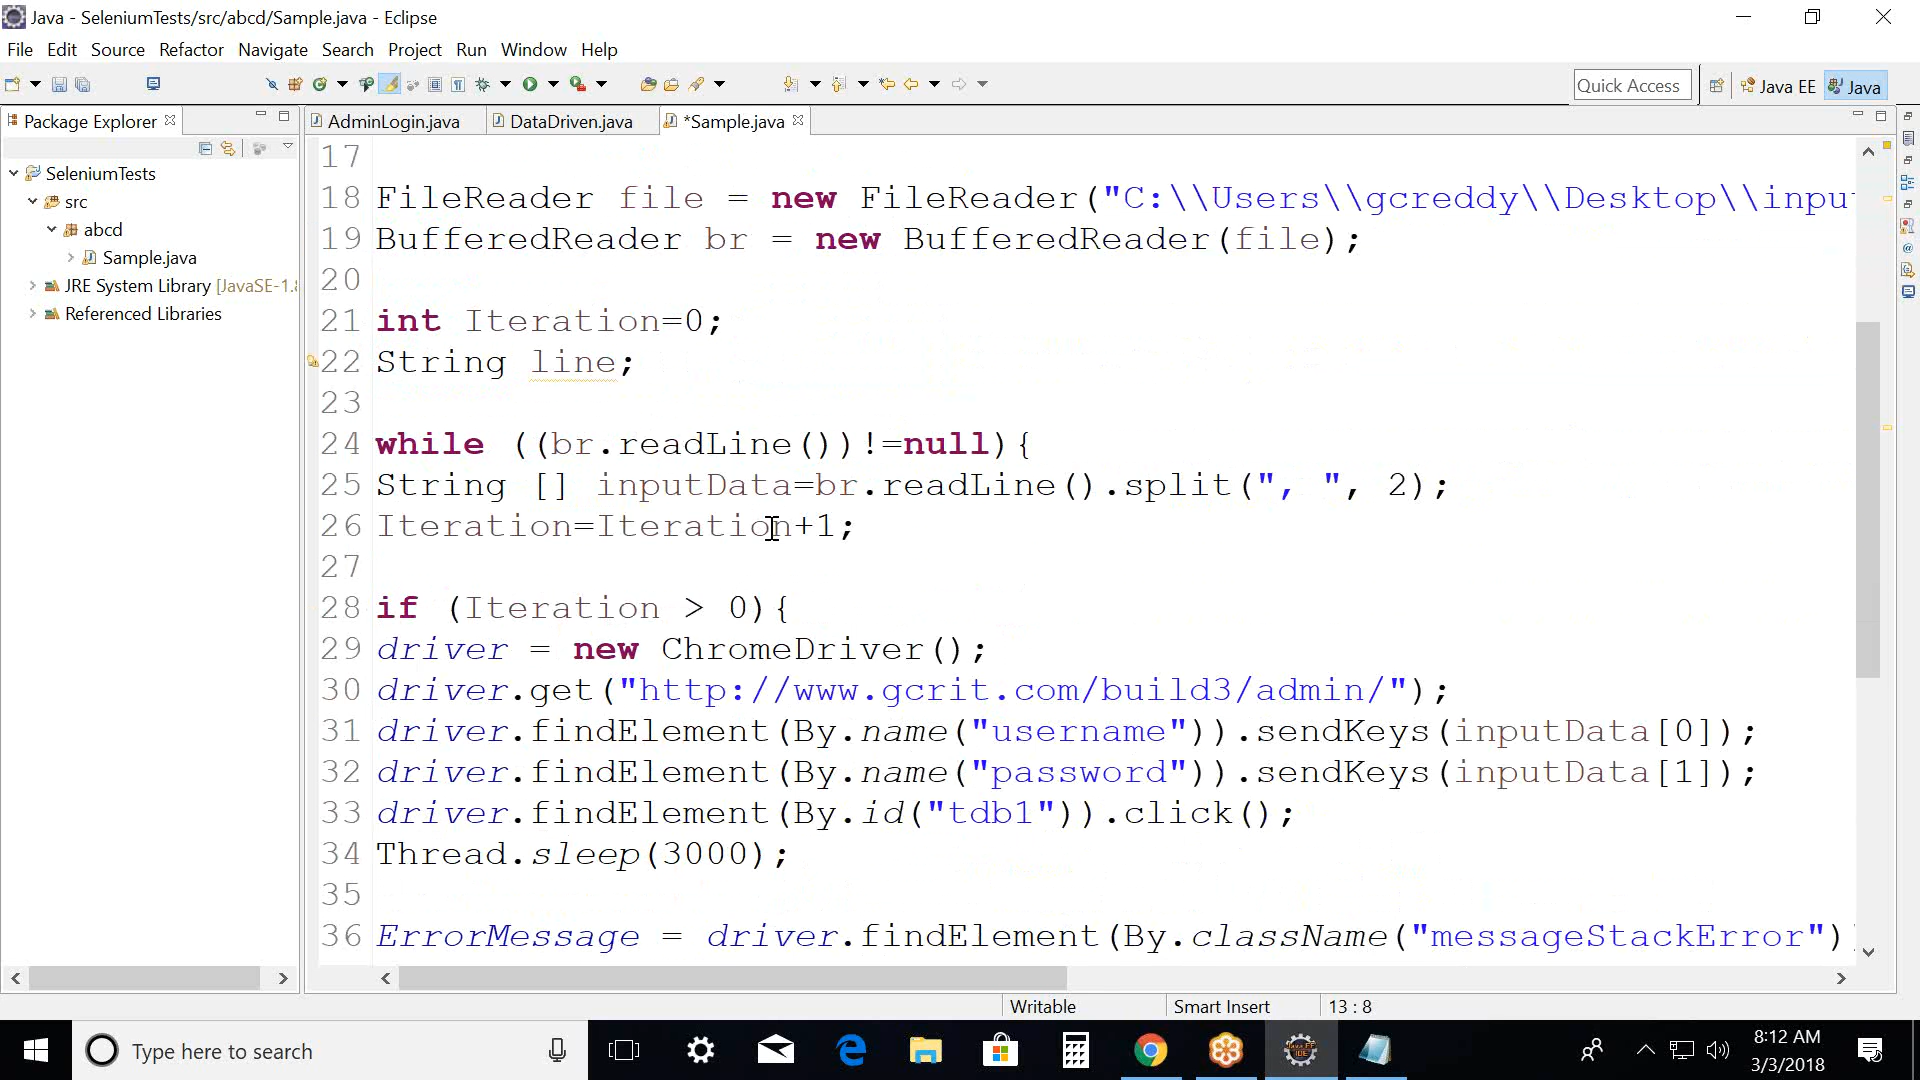 Java - SeleniumTests/src/abcd/Sample.java - Eclipse
File Edit Source Refactor Navigate Search Project Run Window Help
Quick Access
Java EE
Java
Package Explorer
AdminLogin.java
DataDriven.java
*Sample.java
SeleniumTests
src
abcd
Sample.java
JRE System Library [JavaSE-1.8
Referenced Libraries
17
18 FileReader file = new FileReader("C:\\Users\\gcreddy\\Desktop\\inpu
19 BufferedReader br = new BufferedReader(file);
20
21 int Iteration=0;
22 String line;
23
24 while ((br.readLine())!=null){
25 String [] inputData=br.readLine().split(", ", 2);
26 Iteration=Iteration+1;
27
28 if (Iteration > 0){
29 driver = new ChromeDriver();
30 driver.get("http://www.gcrit.com/build3/admin/");
31 driver.findElement(By.name("username")).sendKeys(inputData[0]);
32 driver.findElement(By.name("password")).sendKeys(inputData[1]);
33 driver.findElement(By.id("tdb1")).click();
34 Thread.sleep(3000);
35
36 ErrorMessage = driver.findElement(By.className("messageStackError")
Writable
Smart Insert
13 : 8
Type here to search
8:12 AM
3/3/2018